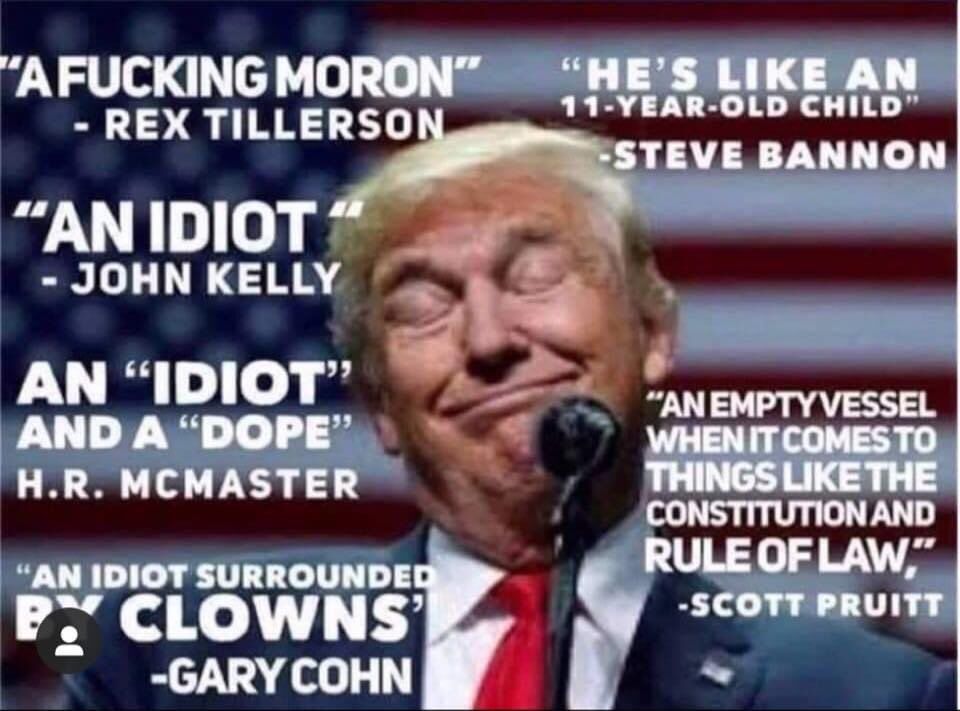 "A FUCKING MORON"
- REX TILLERSON
"HE'S LIKE AN
11-YEAR-OLD CHILD"
-STEVE BANNON
"AN IDIOT "
- JOHN KELLY
AN "IDIOT"
AND A "DOPE"
H.R. MCMASTER
"AN EMPTY VESSEL
WHEN IT COMES TO
THINGS LIKE THE
CONSTITUTION AND
RULE OF LAW,"
-SCOTT PRUITT
"AN IDIOT SURROUNDED
BY CLOWNS"
-GARY COHN